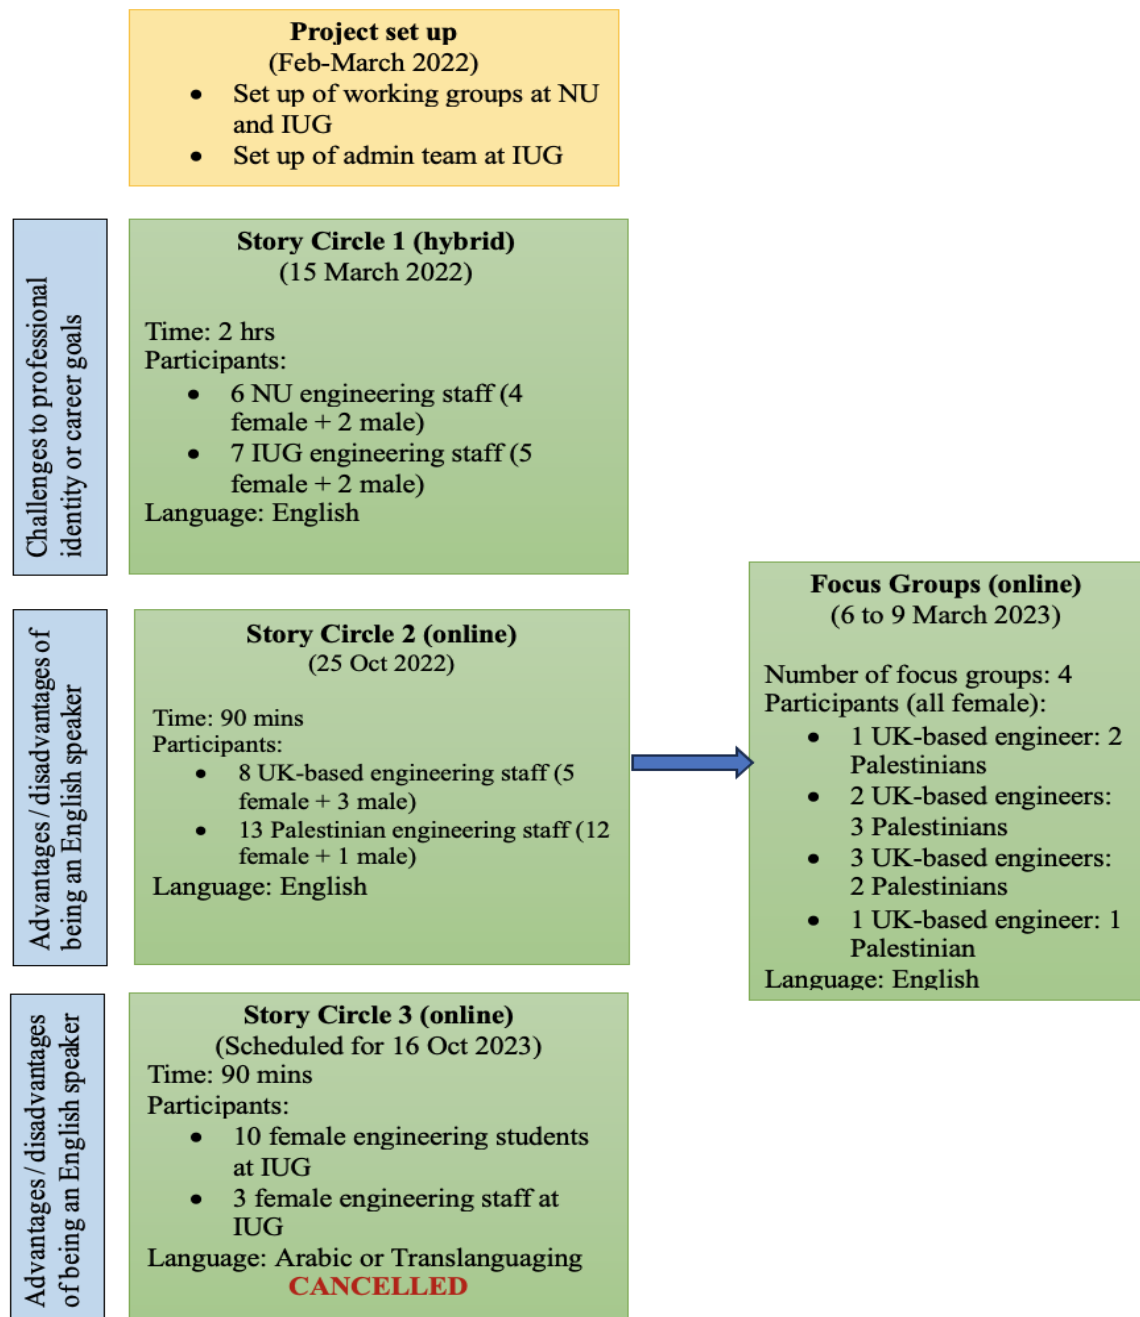 Project set up
(Feb-March 2022)
• Set up of working groups at NU
and IUG
• Set up of admin team at IUG
Challenges to professional
identity or career goals
Story Circle 1 (hybrid)
(15 March 2022)
Time: 2 hrs
Participants:
• 6 NU engineering staff (4
female + 2 male)
• 7 IUG engineering staff (5
female + 2 male)
Language: English
Advantages / disadvantages of
being an English speaker
Story Circle 2 (online)
(25 Oct 2022)
Time: 90 mins
Participants:
• 8 UK-based engineering staff (5
female + 3 male)
• 13 Palestinian engineering staff (12
female + 1 male)
Language: English
Focus Groups (online)
(6 to 9 March 2023)
Number of focus groups: 4
Participants (all female):
• 1 UK-based engineer: 2
Palestinians
• 2 UK-based engineers:
3 Palestinians
• 3 UK-based engineers:
2 Palestinians
• 1 UK-based engineer: 1
Palestinian
Language: English
Advantages / disadvantages
of being an English speaker
Story Circle 3 (online)
(Scheduled for 16 Oct 2023)
Time: 90 mins
Participants:
• 10 female engineering students
at IUG
• 3 female engineering staff at
IUG
Language: Arabic or Translanguaging
CANCELLED